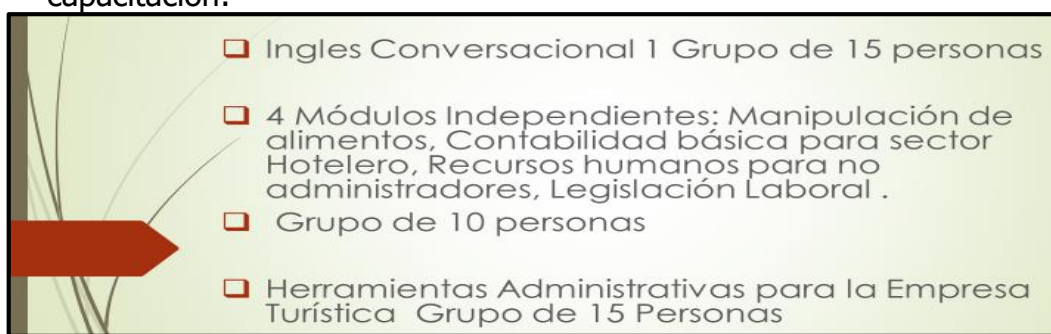 capacitación:
Ingles Conversacional 1 Grupo de 15 personas
4 Módulos Independientes: Manipulación de
alimentos, Contabilidad básica para sector
Hotelero, Recursos humanos para no
administradores, Legislación Laboral .
Grupo de 10 personas
Herramientas Administrativas para la Empresa
Turística Grupo de 15 Personas